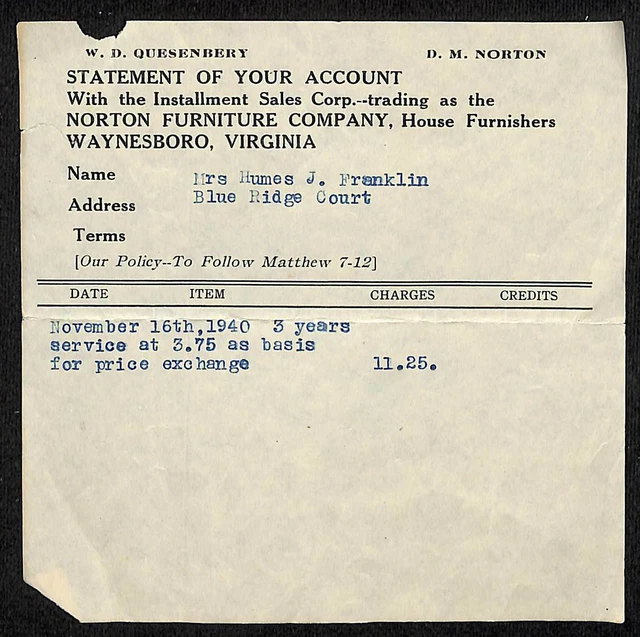 W. D. QUESENBERY D. M. NORTON
STATEMENT OF YOUR ACCOUNT
With the Installment Sales Corp.--trading as the
NORTON FURNITURE COMPANY, House Furnishers
WAYNESBORO, VIRGINIA
Name Mrs Humes J. Franklin
Address Blue Ridge Court
Terms
[Our Policy--To Follow Matthew 7-12]
DATE ITEM CHARGES CREDITS
November 16th,1940 3 years
service at 3.75 as basis
for price exchange 11.25.